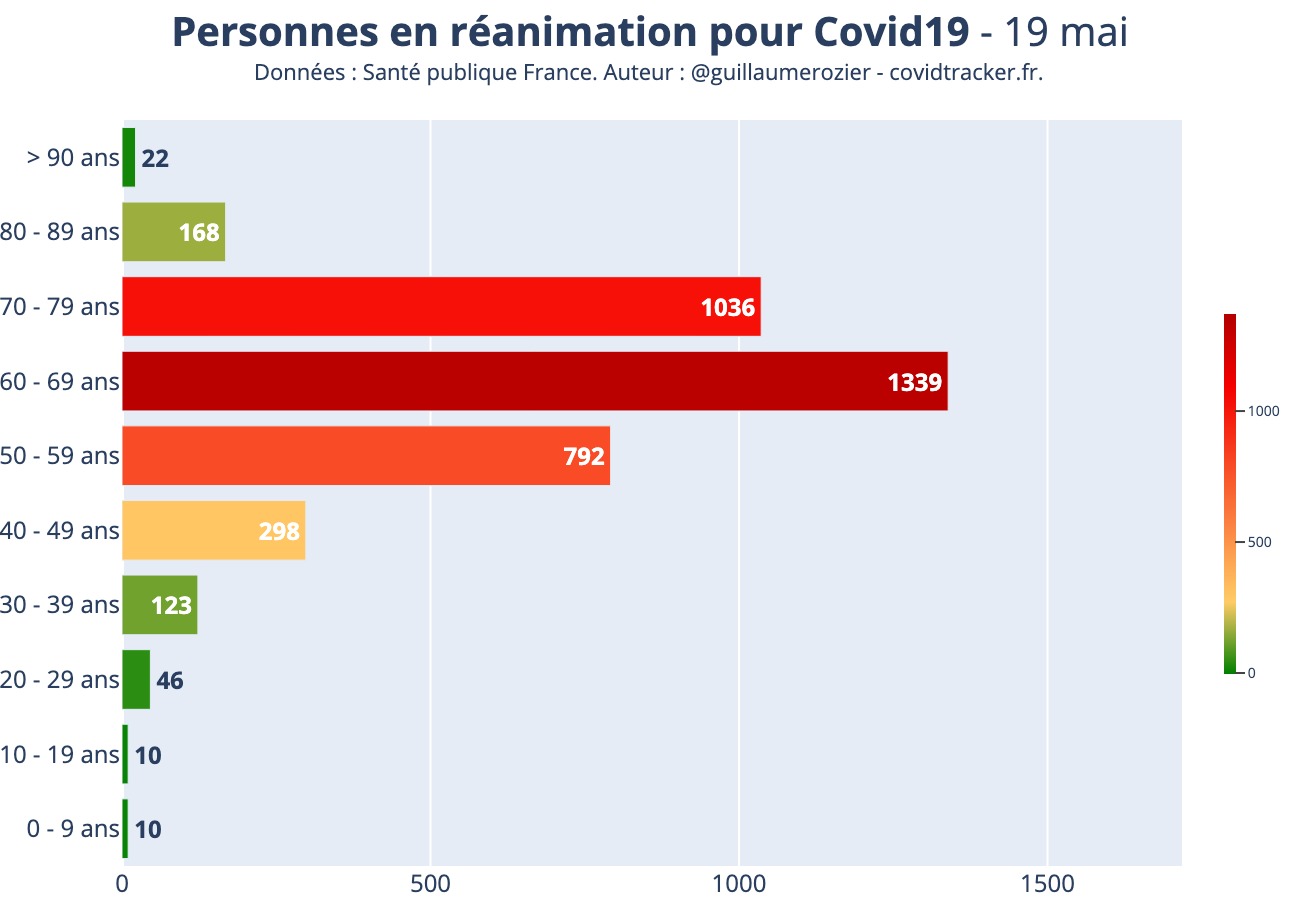 Personnes en réanimation pour Covid19 - 19 mai
Données : Santé publique France. Auteur : @guillaumerozier - covidtracker.fr.
> 90 ans 22
80 - 89 ans 168
70 - 79 ans 1036
60 - 69 ans 1339
50 - 59 ans 792
40 - 49 ans 298
30 - 39 ans 123
20 - 29 ans 46
10 - 19 ans 10
0 - 9 ans 10
0 500 1000 1500
1000
500
0